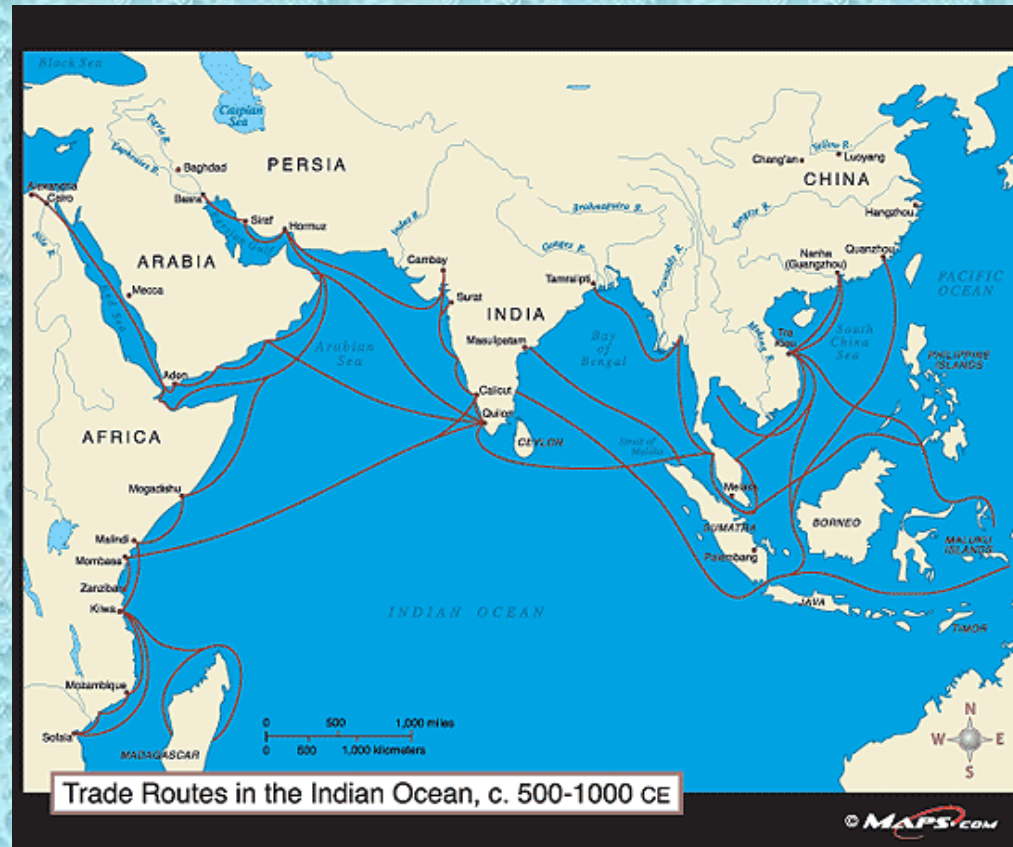 Black Sea
Caspian
Sea
Tigris R.
Euphrates R.
Baghdad
PERSIA
Basra
Siraf
Hormuz
Persian Gulf
Alexandria
Cairo
Nile R.
ARABIA
Mecca
Red Sea
Aden
Arabian
Sea
AFRICA
Mogadishu
Malindi
Mombasa
Zanzibar
Kilwa
Mozambique
Sofala
MADAGASCAR
Indus R.
Cambay
Surat
INDIA
Masulpatam
Calicut
Quilon
CEYLON
Ganges R.
Brahmaputra R.
Tamralipti
Irrawaddy R.
Bay
of
Bengal
Chang'an
Yellow R.
Luoyang
CHINA
Yangtze R.
Hangzhou
Nanhai
(Guangzhou)
Quanzhou
Mekong R.
Tra
South
China
Sea
PACIFIC
OCEAN
PHILIPPINE
ISLANDS
Strait of
Malacca
SUMATRA
Palembang
BORNEO
MALUKU
ISLANDS
JAVA
TIMOR
INDIAN OCEAN
0 500 1,000 miles
0 500 1,000 kilometers
N
W E
S
Trade Routes in the Indian Ocean, c. 500-1000 CE
© MAPS.COM